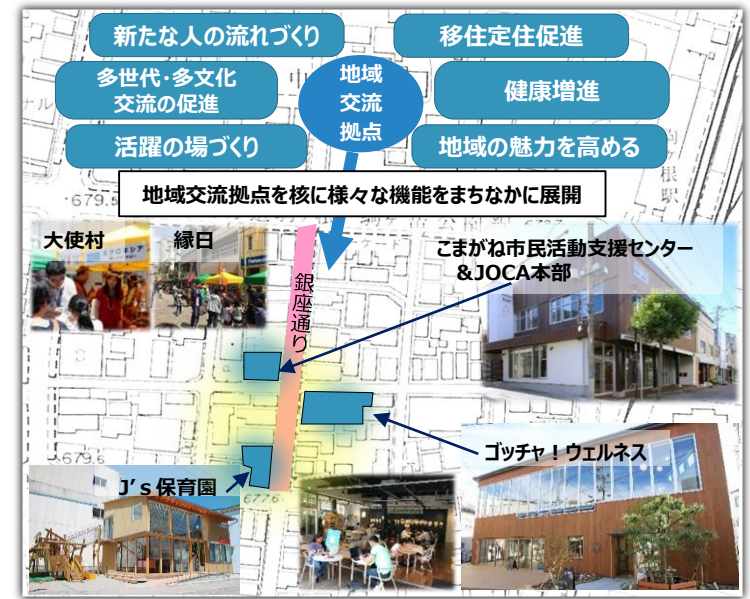 新たな人の流れづくり
移住定住促進
多世代・多文化
交流の促進
地域
交流
拠点
健康増進
活躍の場づくり
地域の魅力を高める
地域交流拠点を核に様々な機能をまちなかに展開
・679.5
根
駅
大使村
縁日
銀座通り
こまがね市民活動支援センター
&JOCA本部
ゴッチャ！ウェルネス
J's保育園